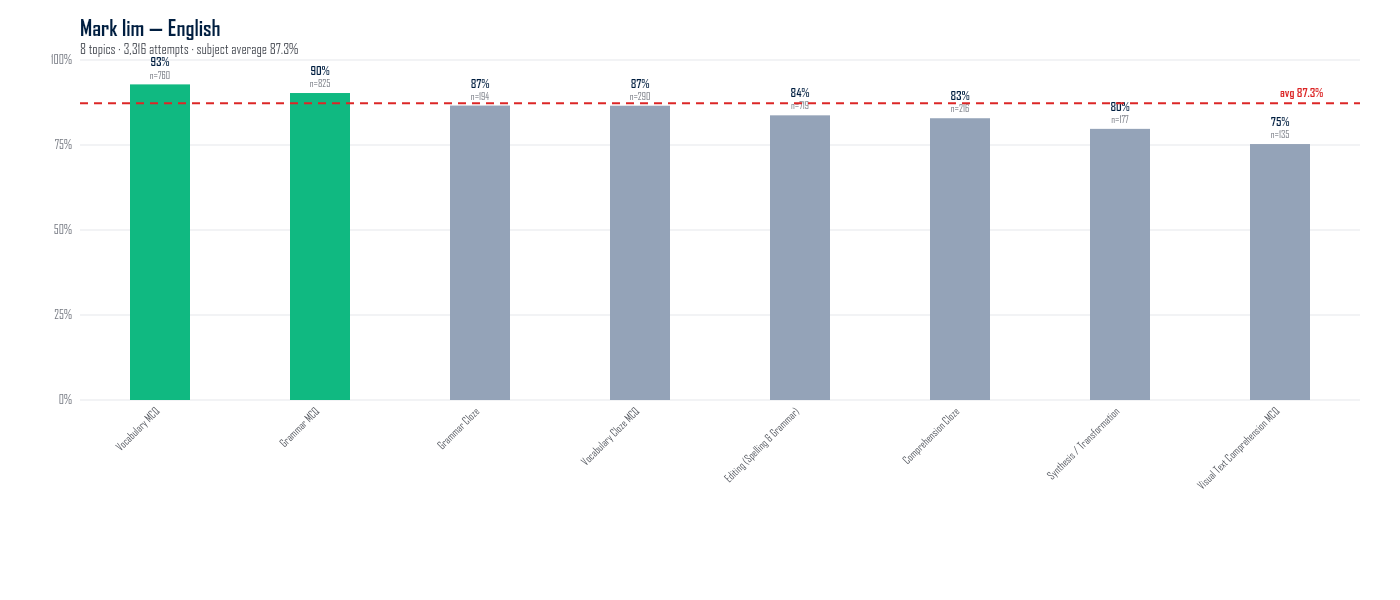 Mark lim — English
8 topics · 3,316 attempts · subject average 87.3%
100%
75%
50%
25%
0%
93%
n=760
90%
n=825
87%
n=194
87%
n=290
84%
n=719
83%
n=216
80%
n=177
75%
n=135
avg 87.3%
Vocabulary MCQ
Grammar MCQ
Grammar Cloze
Vocabulary Cloze MCQ
Editing (Spelling & Grammar)
Comprehension Cloze
Synthesis / Transformation
Visual Text Comprehension MCQ